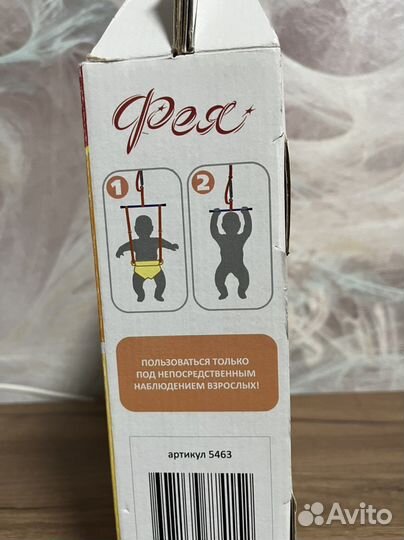 Фея
1
2
ПОЛЬЗОВАТЬСЯ ТОЛЬКО
ПОД НЕПОСРЕДСТВЕННЫМ
НАБЛЮДЕНИЕМ ВЗРОСЛЫХ!
артикул 5463
Avito